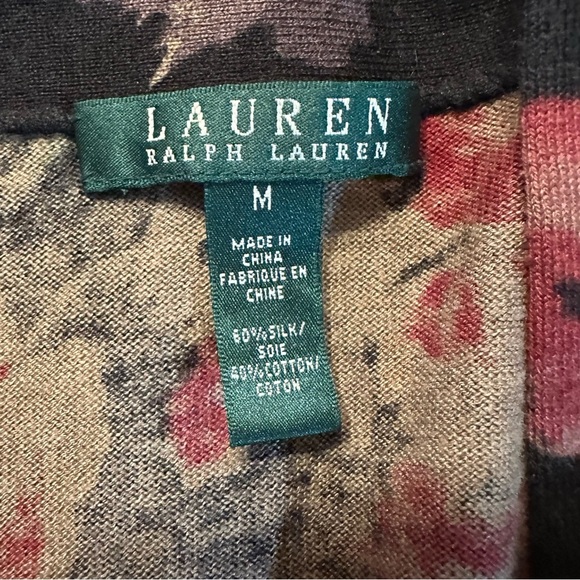 LAUREN
RALPH LAUREN
M
MADE IN
CHINA
FABRIQUE EN
CHINE
60%SILK/
SOIE
40%COTTON/
COTON